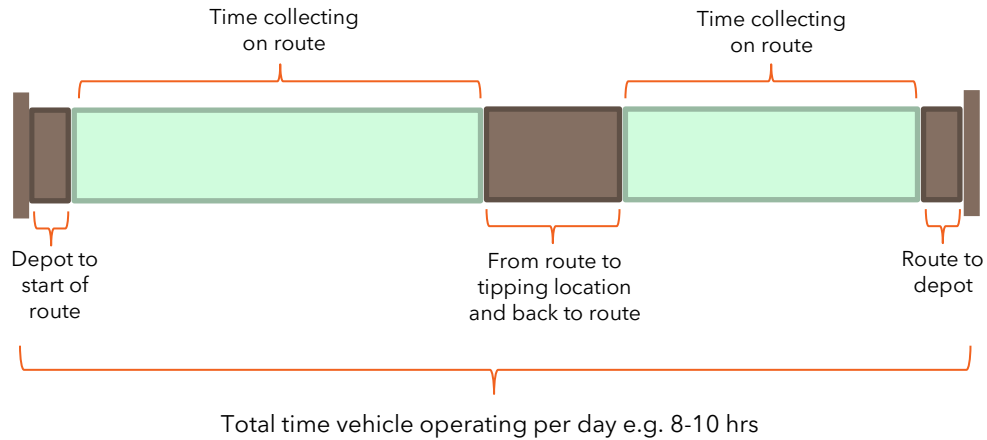 Time collecting
on route
Time collecting
on route
Depot to
start of
route
From route to
tipping location
and back to route
Route to
depot
Total time vehicle operating per day e.g. 8-10 hrs